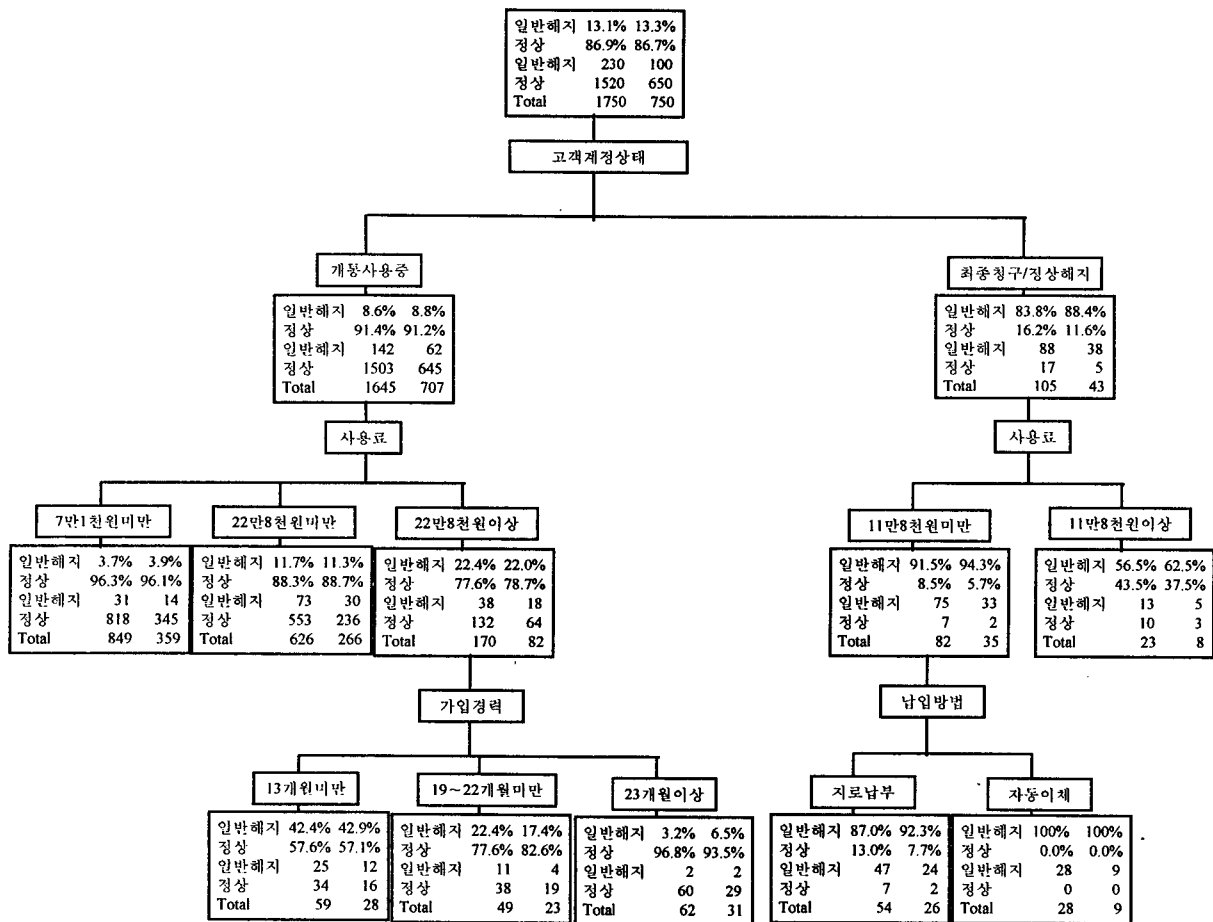 일반해지 13.1% 13.3%
정상 86.9% 86.7%
일반해지 230 100
정상 1520 650
Total 1750 750
고객계정상태
개통사용중
일반해지 8.6% 8.8%
정상 91.4% 91.2%
일반해지 142 62
정상 1503 645
Total 1645 707
최종청구/정상해지
일반해지 83.8% 88.4%
정상 16.2% 11.6%
일반해지 88 38
정상 17 5
Total 105 43
사용료
사용료
7만1천원미만
일반해지 3.7% 3.9%
정상 96.3% 96.1%
일반해지 31 14
정상 818 345
Total 849 359
22만8천원미만
일반해지 11.7% 11.3%
정상 88.3% 88.7%
일반해지 73 30
정상 553 236
Total 626 266
22만8천원이상
일반해지 22.4% 22.0%
정상 77.6% 78.7%
일반해지 38 18
정상 132 64
Total 170 82
11만8천원미만
일반해지 91.5% 94.3%
정상 8.5% 5.7%
일반해지 75 33
정상 7 2
Total 82 35
11만8천원이상
일반해지 56.5% 62.5%
정상 43.5% 37.5%
일반해지 13 5
정상 10 3
Total 23 8
가입경력
납입방법
13개월미만
일반해지 42.4% 42.9%
정상 57.6% 57.1%
일반해지 25 12
정상 34 16
Total 59 28
19~22개월미만
일반해지 22.4% 17.4%
정상 77.6% 82.6%
일반해지 11 4
정상 38 19
Total 49 23
23개월이상
일반해지 3.2% 6.5%
정상 96.8% 93.5%
일반해지 2 2
정상 60 29
Total 62 31
지로납부
일반해지 87.0% 92.3%
정상 13.0% 7.7%
일반해지 47 24
정상 7 2
Total 54 26
자동이체
일반해지 100% 100%
정상 0.0% 0.0%
일반해지 28 9
정상 0 0
Total 28 9